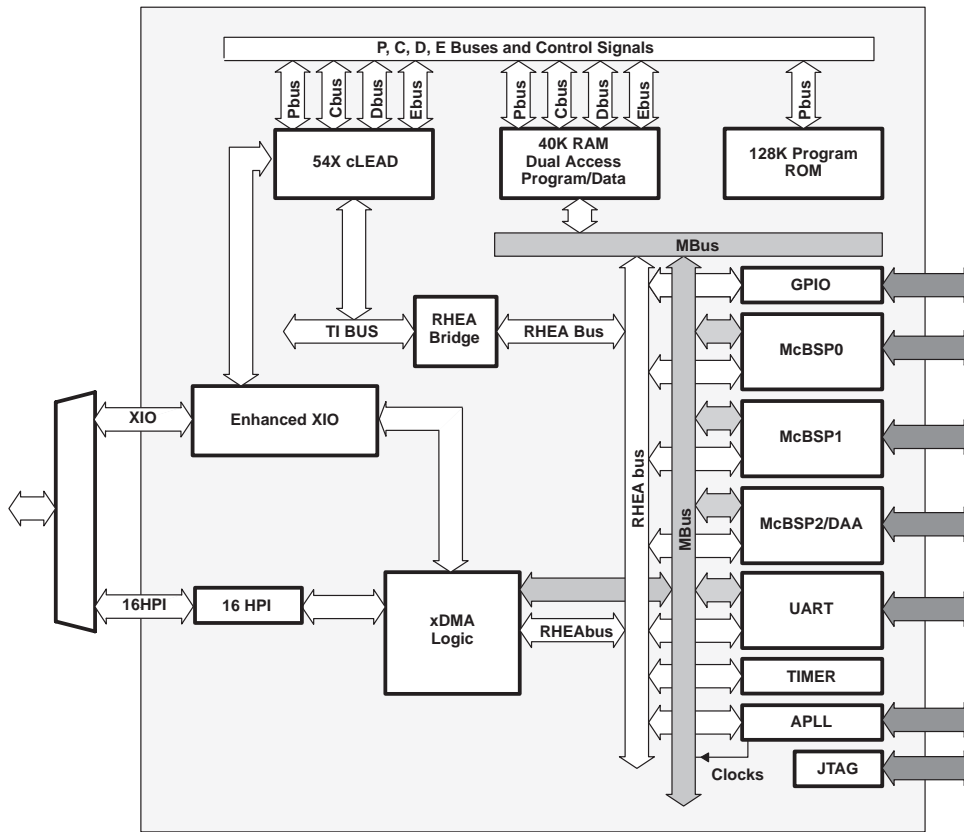 P, C, D, E Buses and Control Signals
Pbus
Cbus
Dbus
Ebus
Pbus
Cbus
Dbus
Ebus
Pbus
54X cLEAD
40K RAM
Dual Access
Program/Data
128K Program
ROM
MBus
GPIO
TI BUS
RHEA
Bridge
RHEA Bus
McBSP0
XIO
Enhanced XIO
McBSP1
RHEA bus
MBus
McBSP2/DAA
16HPI
16 HPI
xDMA
Logic
RHEAbus
UART
TIMER
APLL
Clocks
JTAG